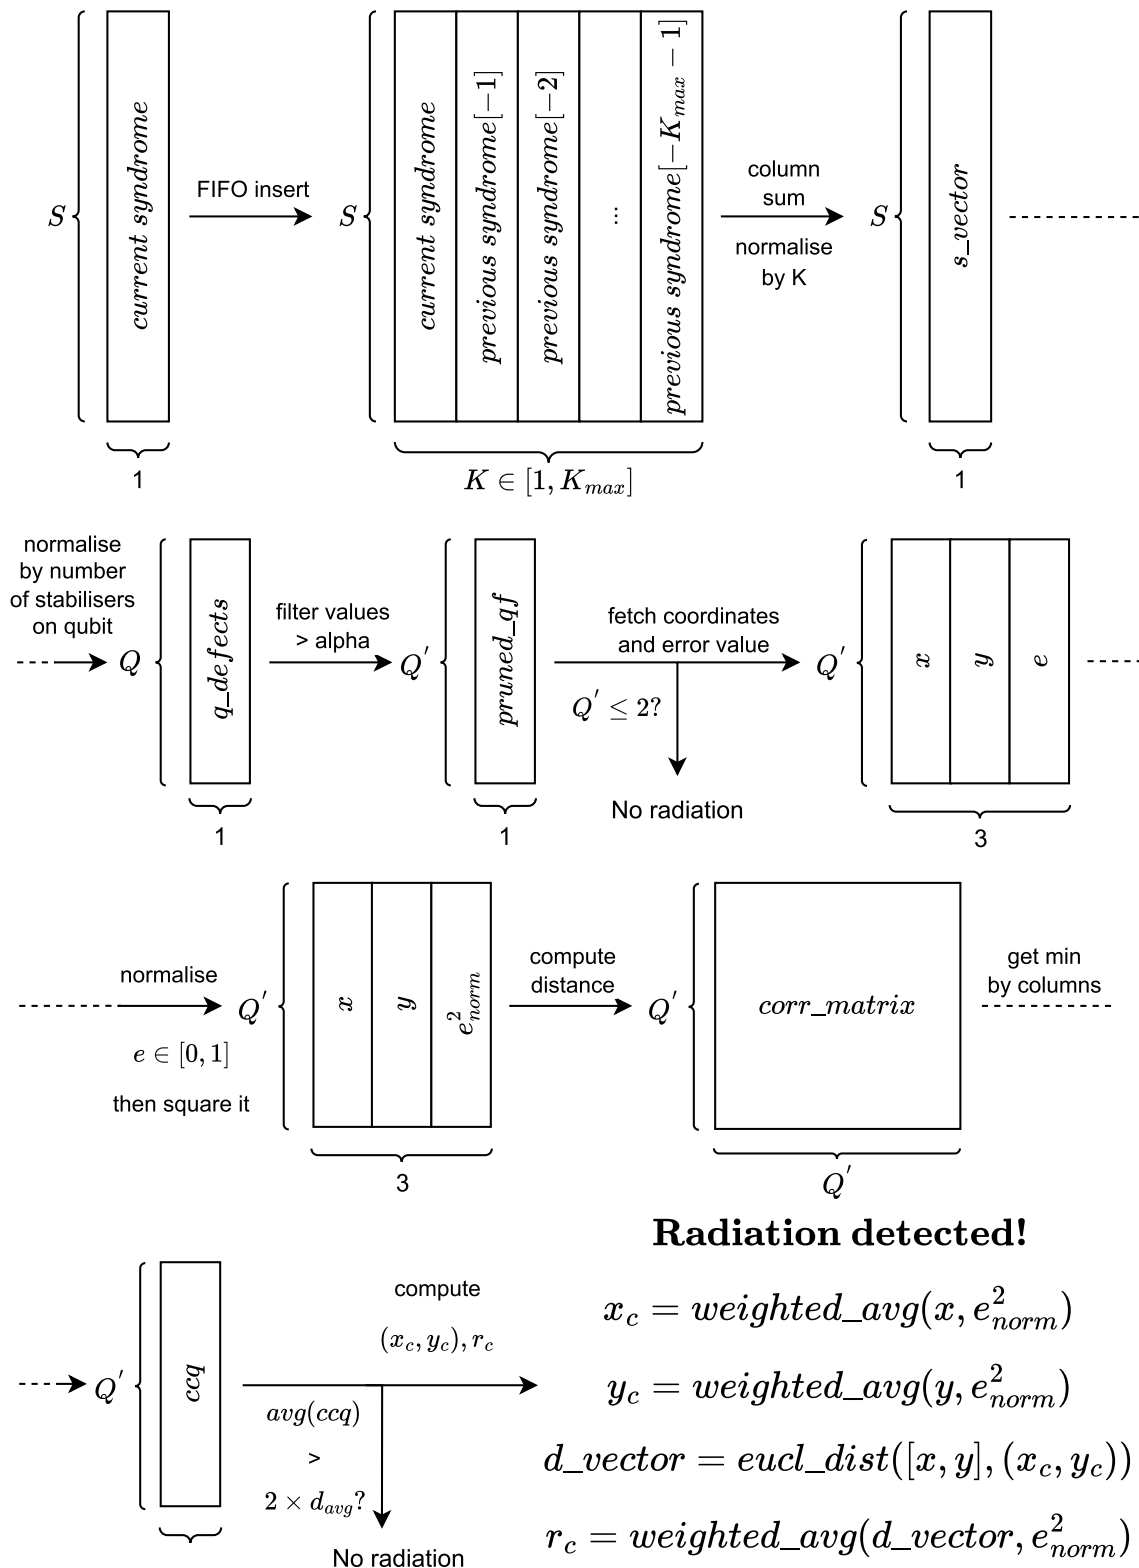 S
current syndrome
1
FIFO insert
S
current syndrome
previous syndrome[−1]
previous syndrome[−2]
...
previous syndrome[−K_max − 1]
K ∈ [1, K_max]
column
sum
normalise
by K
S
s_vector
1
normalise
by number
of stabilisers
on qubit
Q
q_defects
1
filter values
> alpha
Q'
pruned_qf
1
fetch coordinates
and error value
Q' ≤ 2?
No radiation
Q'
x
y
e
3
normalise
e ∈ [0, 1]
then square it
Q'
x
y
e²_norm
3
compute
distance
Q'
corr_matrix
Q'
get min
by columns
Q'
ccq
compute
(x_c, y_c), r_c
avg(ccq)
>
2 × d_avg?
No radiation
Radiation detected!
x_c = weighted_avg(x, e²_norm)
y_c = weighted_avg(y, e²_norm)
d_vector = eucl_dist([x, y], (x_c, y_c))
r_c = weighted_avg(d_vector, e²_norm)